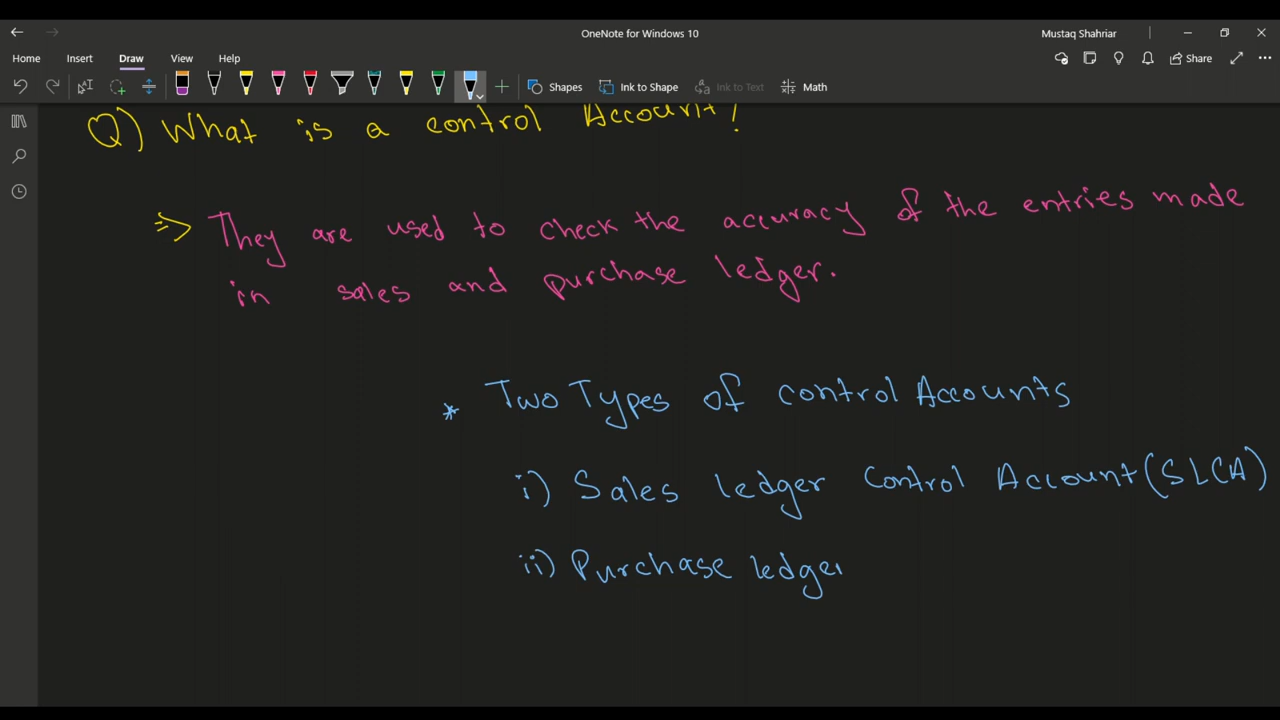 OneNote for Windows 10
Mustaq Shahriar
Home Insert Draw View Help
Share
Shapes Ink to Shape Ink to Text Math
Q) What is a control Account?
=> They are used to check the accuracy of the entries made
in sales and purchase ledger.
* Two Types of control Accounts
i) Sales ledger Control Account (SLCA)
ii) Purchase ledger